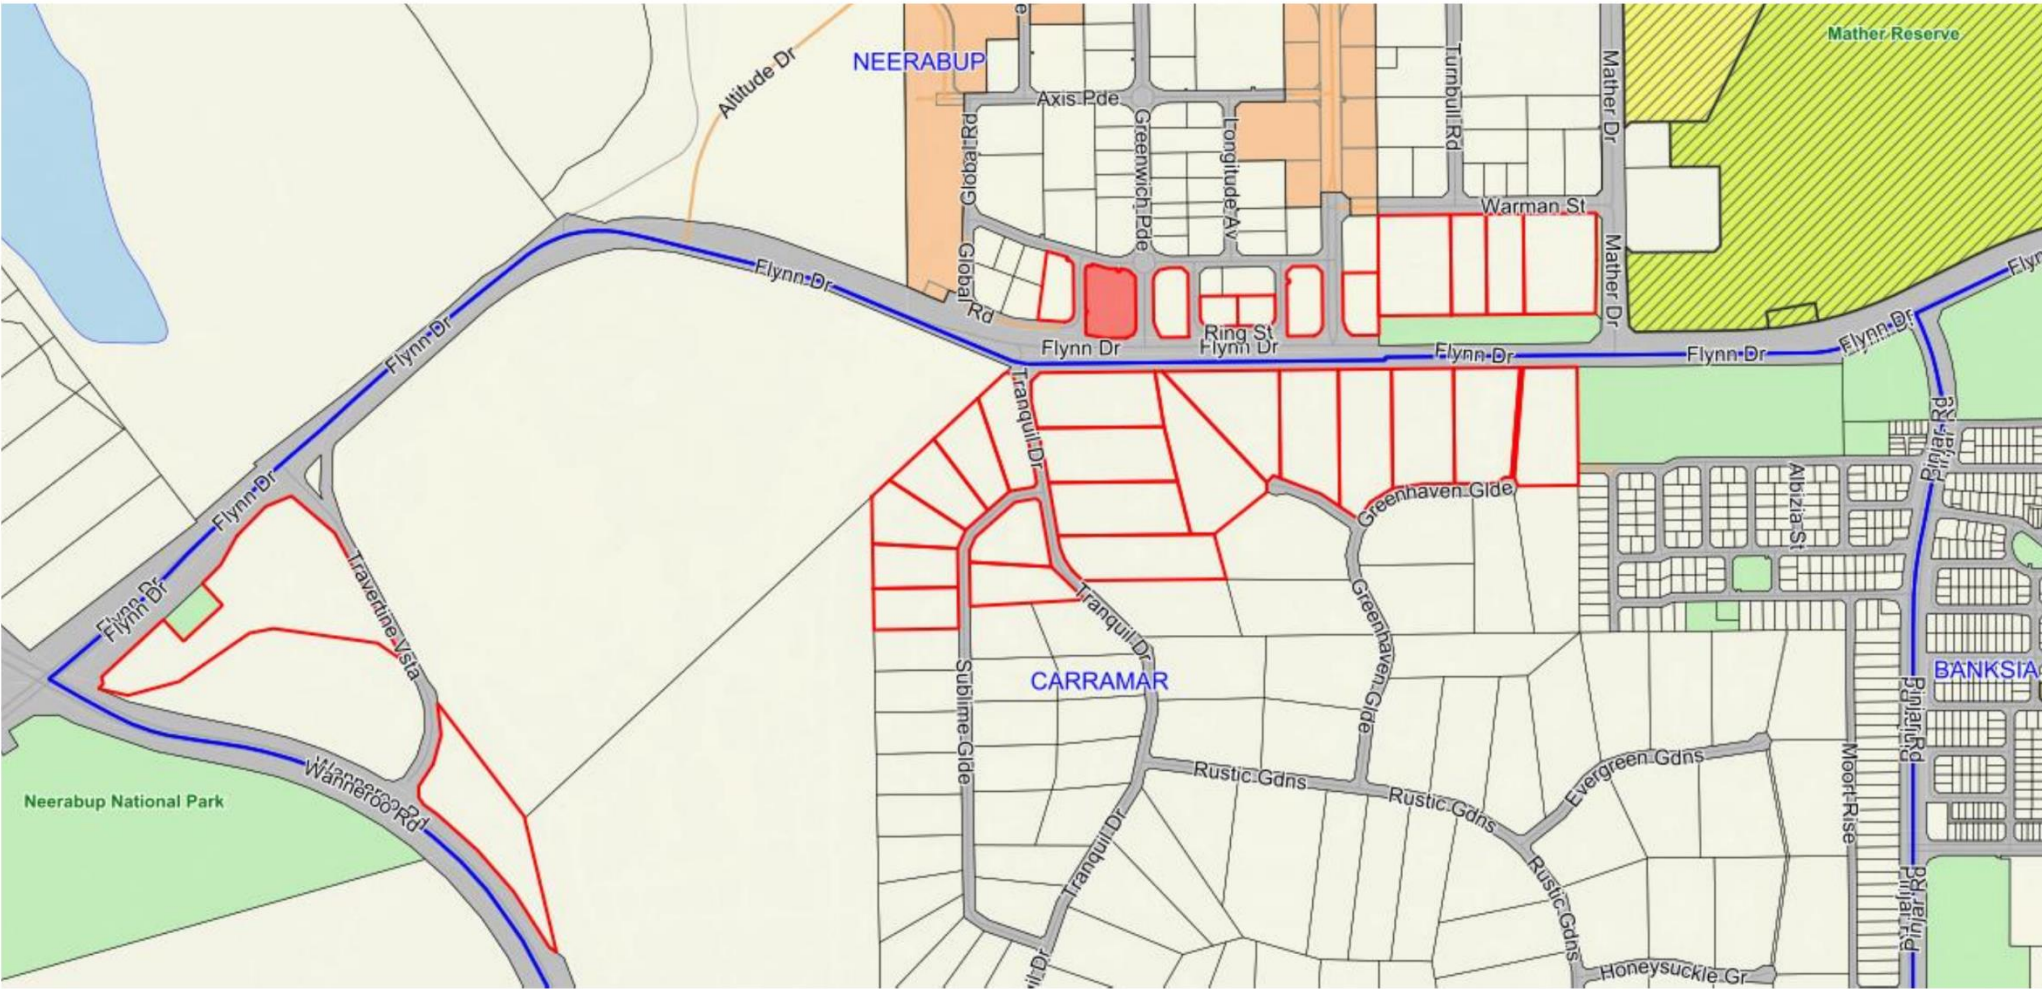 Mather Reserve
NEERABUP
Altitude Dr
Axis Pde
Turnbull Rd
Mather Dr
Global Rd
Greenwich Pde
Longitude Av
Warman St
Mather Dr
Global
Rd
Flynn Dr
Flynn Dr
Ring St
Flynn Dr
Flynn Dr
Flynn Dr
Flynn Dr
Flynn Dr
Flynn Dr
Tranquil Dr
Pinjar Rd
Greenhaven Glde
Albizia St
Flynn Dr
Flynn Dr
Flynn Dr
Travertine Vsta
Tranquil Dr
Greenhaven Glde
CARRAMAR
BANKSIA
Sublime Glde
Pinjar Rd
Moort Rise
Rustic Gdns
Rustic Gdns
Evergreen Gdns
Wanneroo Rd
Wanneroo Rd
Neerabup National Park
Tranquil Dr
Rustic Gdns
Pinjar Rd
Honeysuckle Gr